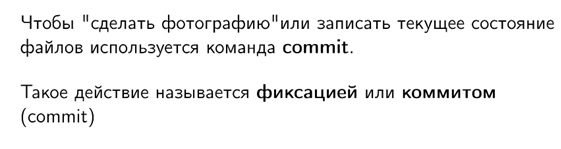 Чтобы "сделать фотографию"или записать текущее состояние
файлов используется команда commit.
Такое действие называется фиксацией или коммитом
(commit)